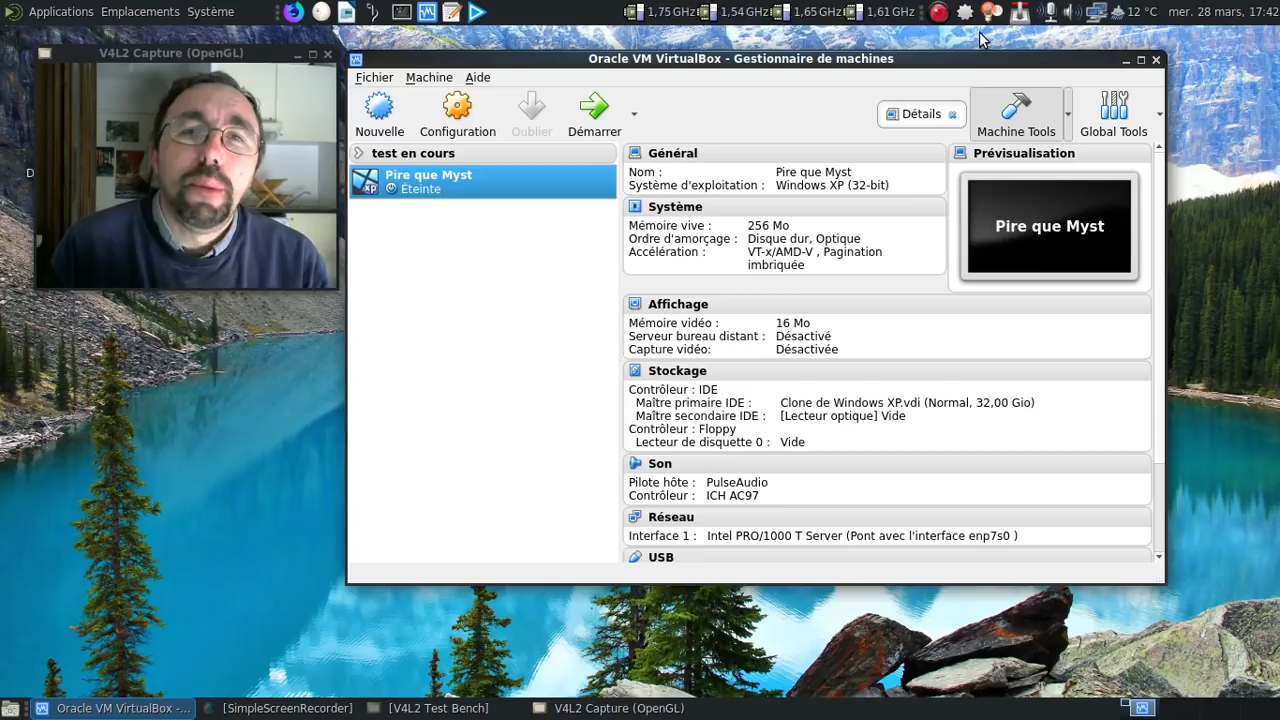 Applications Emplacements Système
1,75 GHz 1,54 GHz 1,65 GHz 1,61 GHz 12 °C mer. 28 mars, 17:42
V4L2 Capture (OpenGL)
Oracle VM VirtualBox - Gestionnaire de machines
Fichier Machine Aide
Nouvelle Configuration Oublier Démarrer Détails Machine Tools Global Tools
test en cours
Pire que Myst
Éteinte
Général
Nom : Pire que Myst
Système d'exploitation : Windows XP (32-bit)
Système
Mémoire vive : 256 Mo
Ordre d'amorçage : Disque dur, Optique
Accélération : VT-x/AMD-V , Pagination
imbriquée
Prévisualisation
Pire que Myst
Affichage
Mémoire vidéo : 16 Mo
Serveur bureau distant : Désactivé
Capture vidéo: Désactivée
Stockage
Contrôleur : IDE
Maître primaire IDE : Clone de Windows XP.vdi (Normal, 32,00 Gio)
Maître secondaire IDE : [Lecteur optique] Vide
Contrôleur : Floppy
Lecteur de disquette 0 : Vide
Son
Pilote hôte : PulseAudio
Contrôleur : ICH AC97
Réseau
Interface 1 : Intel PRO/1000 T Server (Pont avec l'interface enp7s0 )
USB
Oracle VM VirtualBox -... [SimpleScreenRecorder] [V4L2 Test Bench] V4L2 Capture (OpenGL)